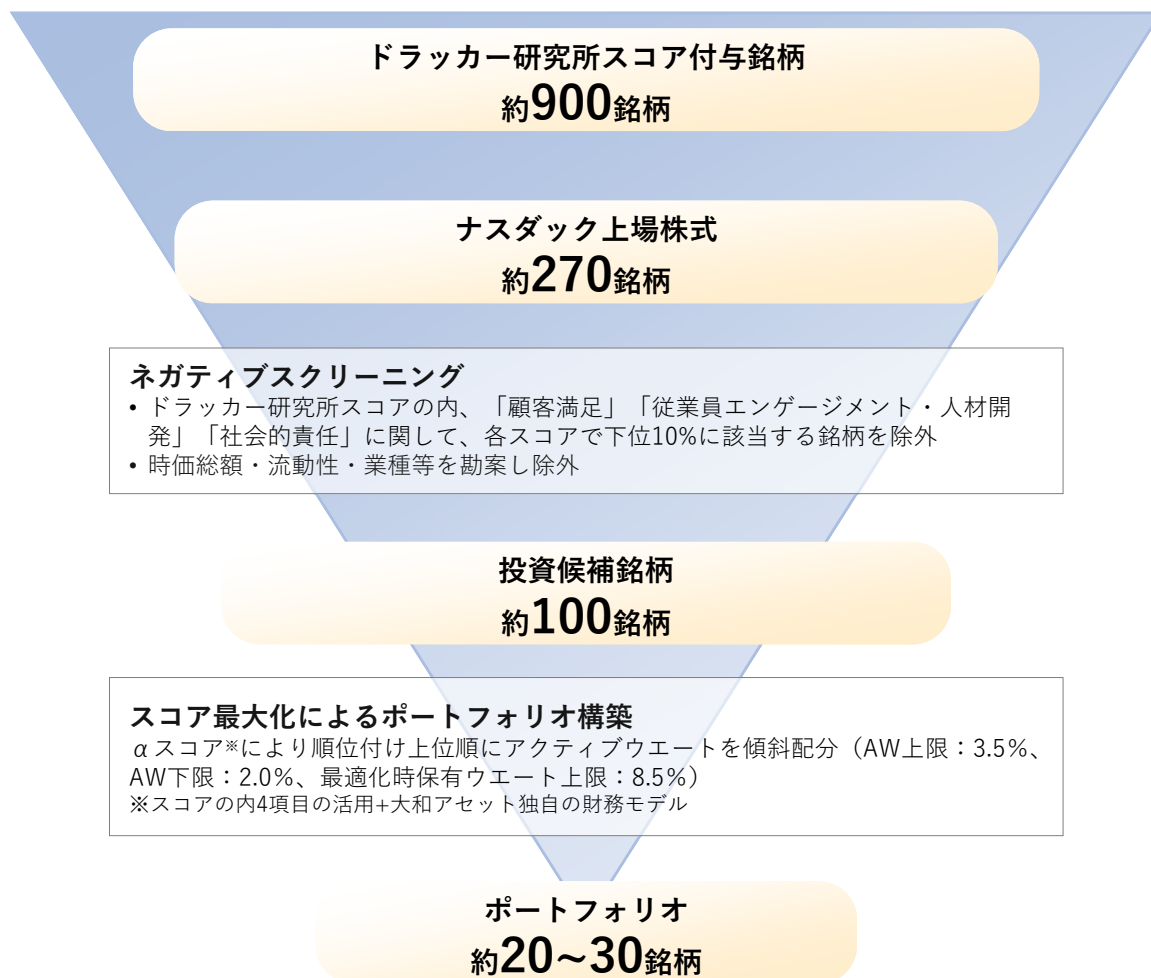 ドラッカー研究所スコア付与銘柄
約900銘柄
ナスダック上場株式
約270銘柄
ネガティブスクリーニング
• ドラッカー研究所スコアの内、「顧客満足」「従業員エンゲージメント・人材開
発」「社会的責任」に関して、各スコアで下位10%に該当する銘柄を除外
• 時価総額・流動性・業種等を勘案し除外
投資候補銘柄
約100銘柄
スコア最大化によるポートフォリオ構築
αスコア※により順位付け上位順にアクティブウエートを傾斜配分（AW上限：3.5%、
AW下限：2.0%、最適化時保有ウエート上限：8.5%）
※スコアの内4項目の活用+大和アセット独自の財務モデル
ポートフォリオ
約20～30銘柄